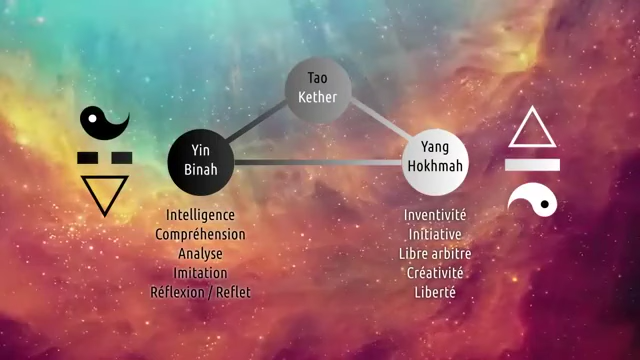 Tao
Kether
Yin
Binah
Yang
Hokhmah
Intelligence
Compréhension
Analyse
Imitation
Réflexion / Reflet
Inventivité
Initiative
Libre arbitre
Créativité
Liberté